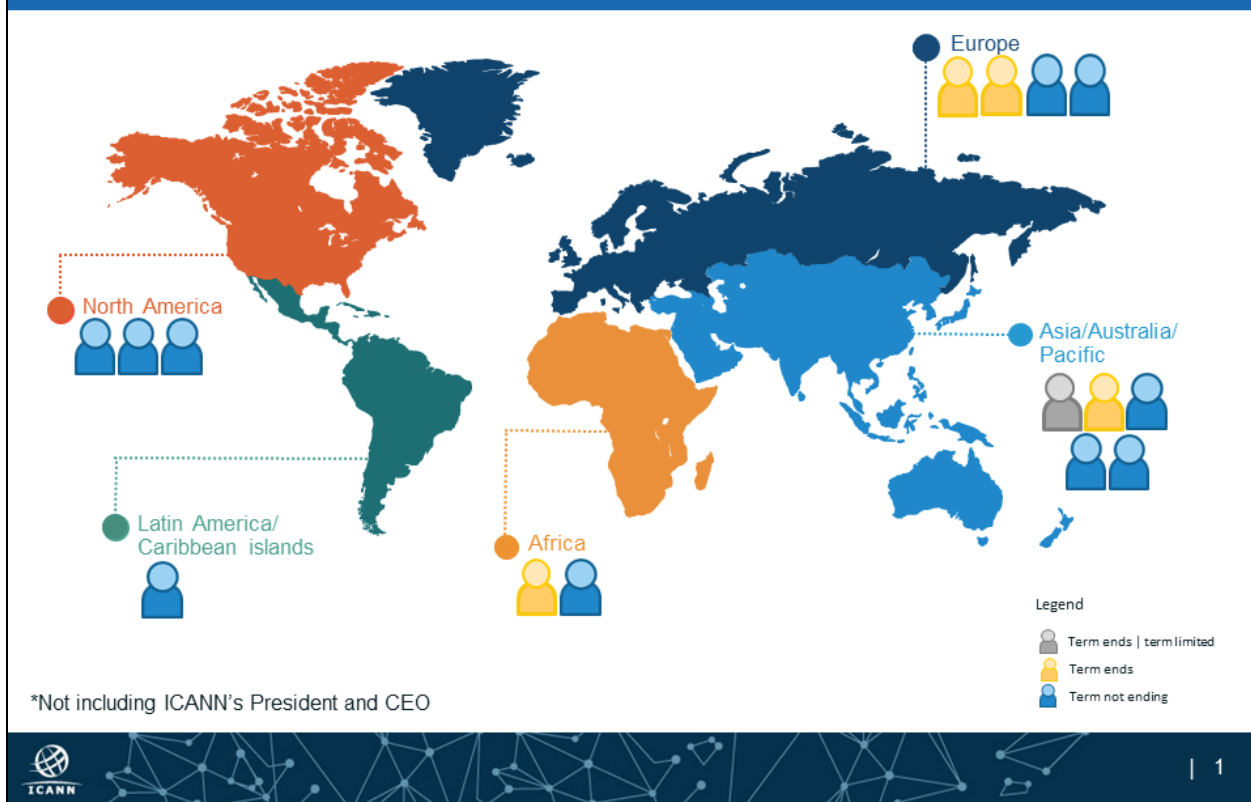 Europe
North America
Asia/Australia/
Pacific
Latin America/
Caribbean islands
Africa
Legend
Term ends | term limited
Term ends
Term not ending
*Not including ICANN's President and CEO
ICANN
| 1